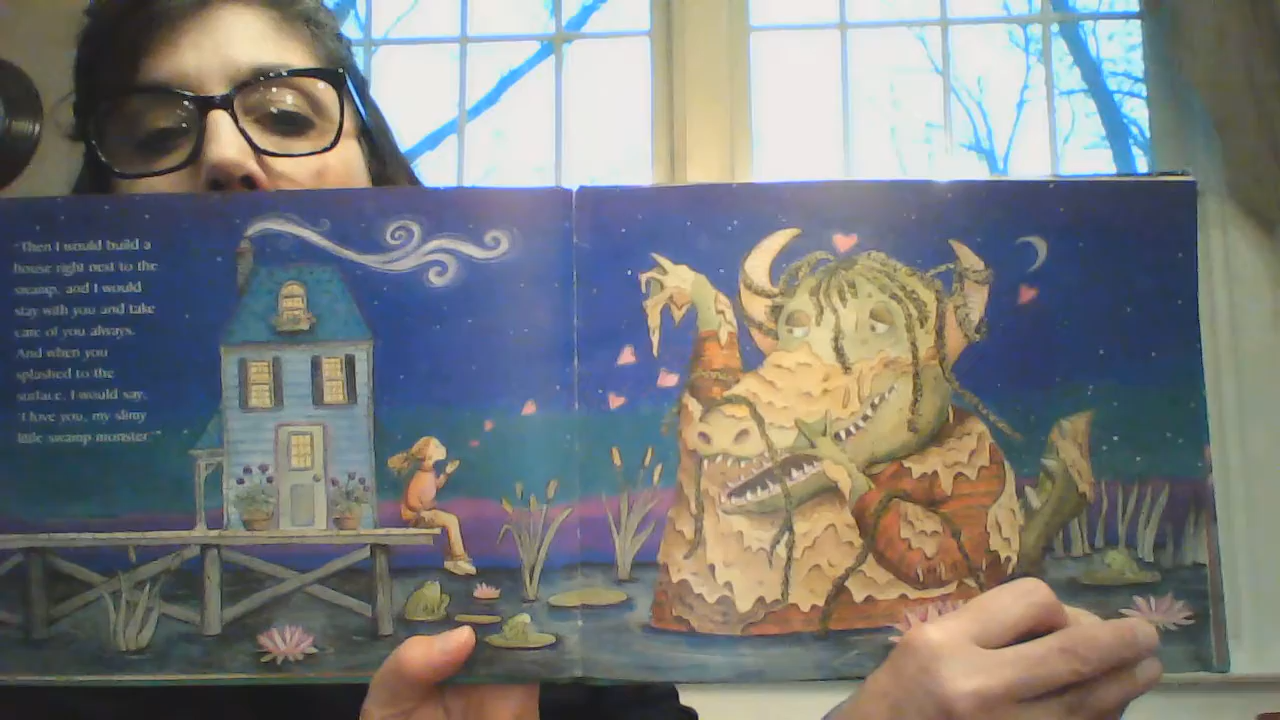 "Then I would build a
house right next to the
swamp, and I would
stay with you and take
care of you always.
And when you
splashed to the
surface, I would say,
'I love you, my slimy
little swamp monster.'"